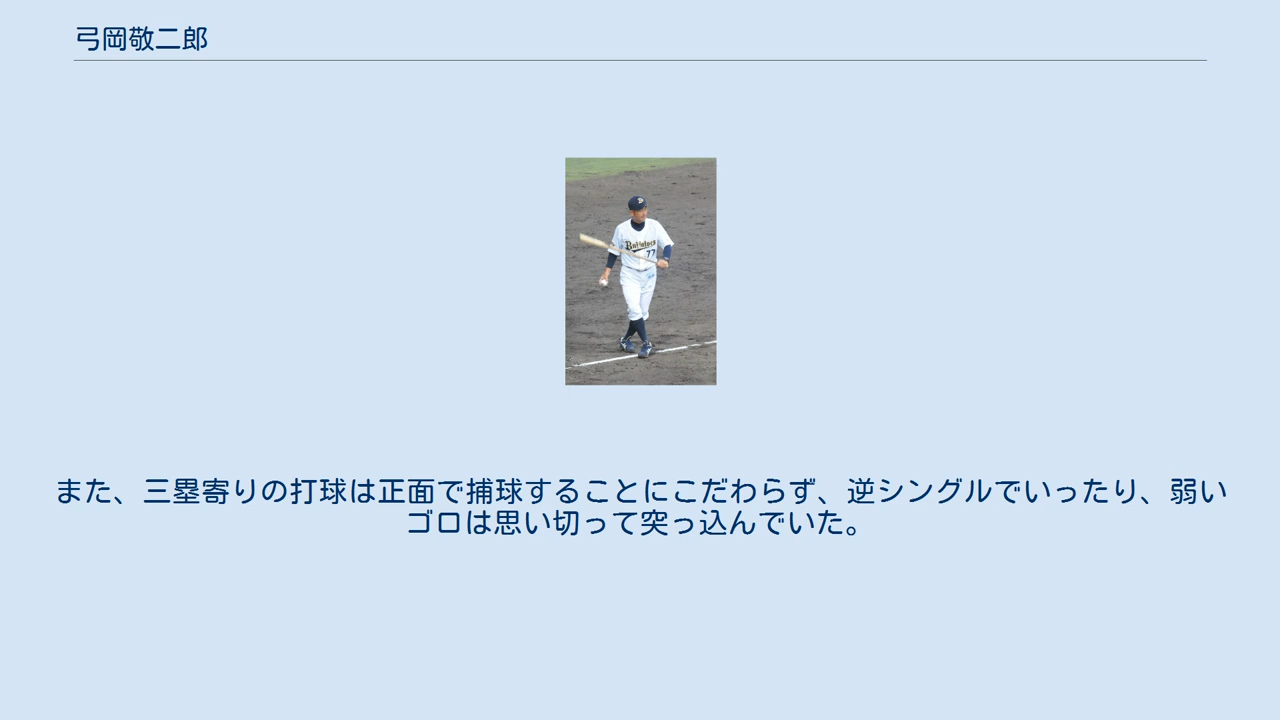 弓岡敬二郎
Buffaloes
77
また、三塁寄りの打球は正面で捕球することにこだわらず、逆シングルでいったり、弱い
ゴロは思い切って突っ込んでいた。